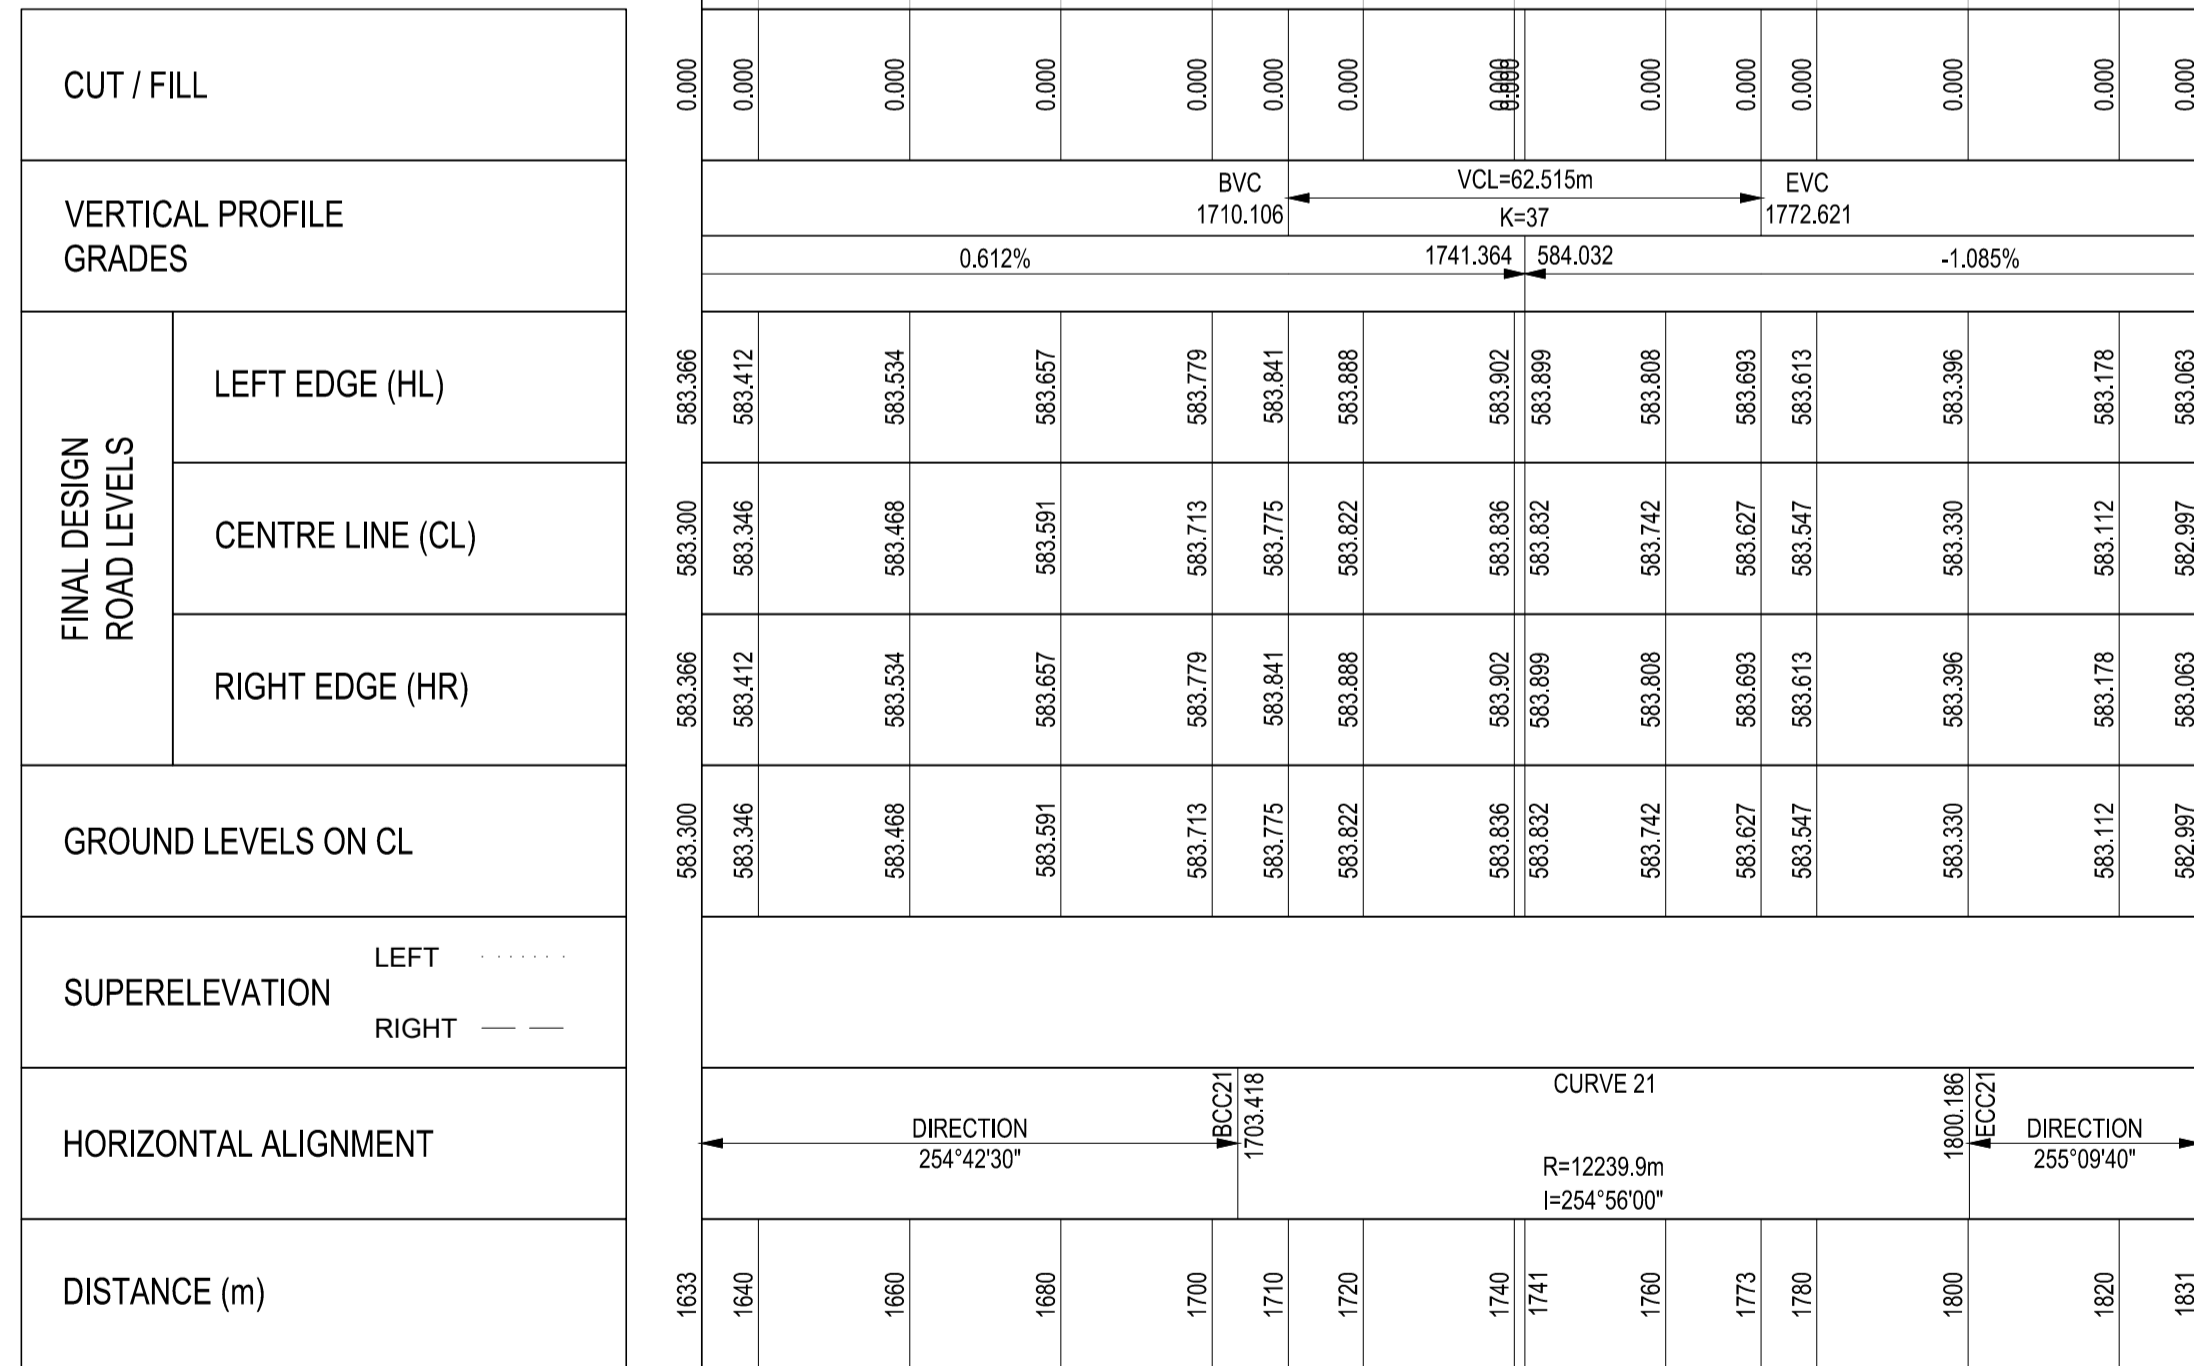 CUT / FILL
0.000 0.000 0.000 0.000 0.000 0.000 0.000 0.000 0.000 0.000 0.000 0.000 0.000 0.000 0.000
VERTICAL PROFILE
GRADES
BVC
1710.106
VCL=62.515m
K=37
EVC
1772.621
0.612%
1741.364
584.032
-1.085%
FINAL DESIGN
ROAD LEVELS
LEFT EDGE (HL)
583.366 583.412 583.534 583.657 583.779 583.841 583.888 583.902 583.899 583.808 583.693 583.613 583.396 583.178 583.063
CENTRE LINE (CL)
583.300 583.346 583.468 583.591 583.713 583.775 583.822 583.836 583.832 583.742 583.627 583.547 583.330 583.112 582.997
RIGHT EDGE (HR)
583.366 583.412 583.534 583.657 583.779 583.841 583.888 583.902 583.899 583.808 583.693 583.613 583.396 583.178 583.063
GROUND LEVELS ON CL
583.300 583.346 583.468 583.591 583.713 583.775 583.822 583.836 583.832 583.742 583.627 583.547 583.330 583.112 582.997
SUPERELEVATION
LEFT
RIGHT
HORIZONTAL ALIGNMENT
DIRECTION
254°42'30"
BCC21
1703.418
CURVE 21
R=12239.9m
I=254°56'00"
1800.186
ECC21
DIRECTION
255°09'40"
DISTANCE (m)
1633 1640 1660 1680 1700 1710 1720 1740 1741 1760 1773 1780 1800 1820 1831